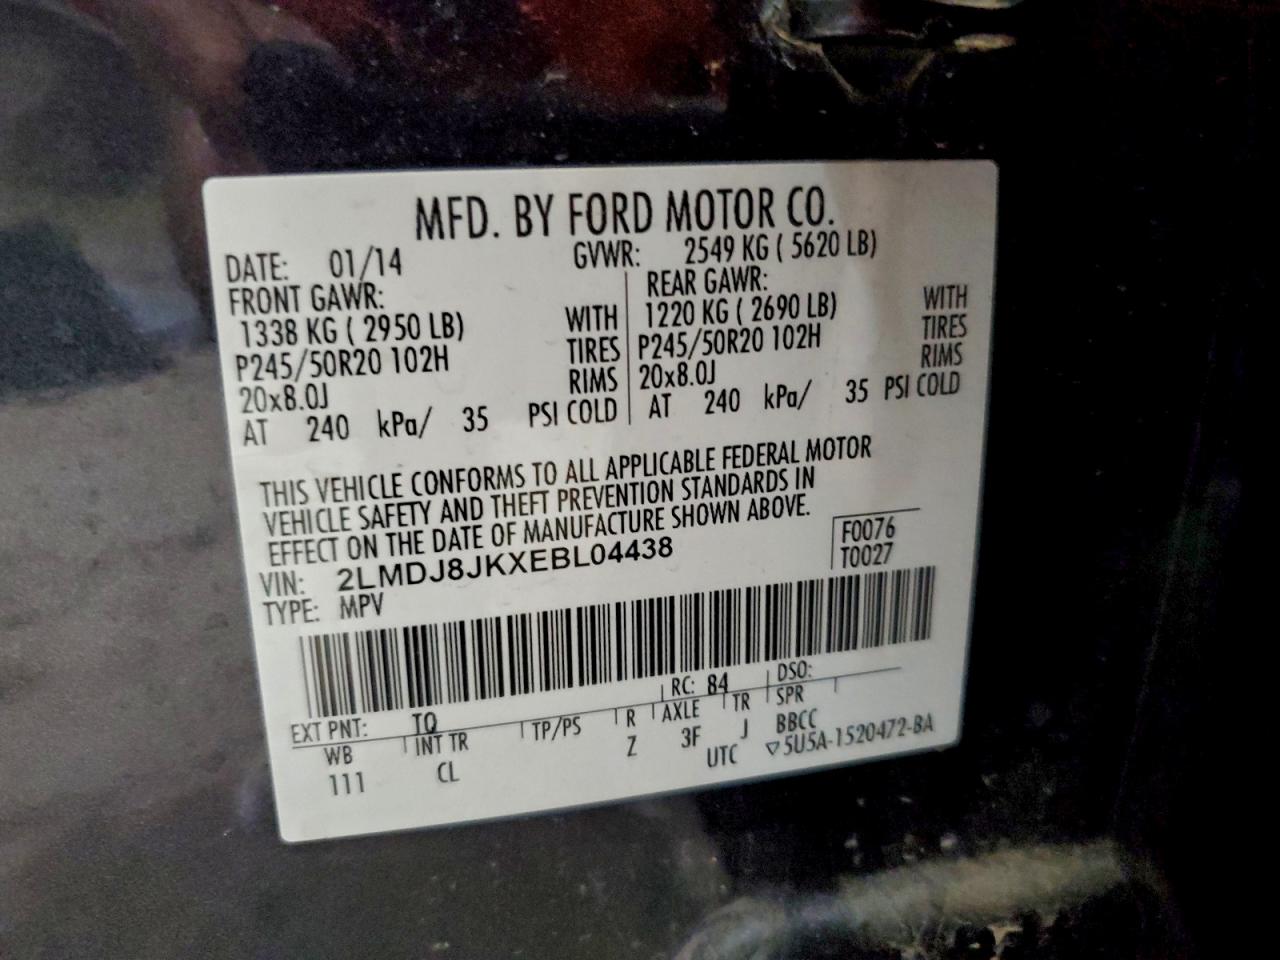 MFD. BY FORD MOTOR CO.
DATE: 01/14 GVWR: 2549 KG ( 5620 LB)
FRONT GAWR: REAR GAWR:
1338 KG ( 2950 LB) WITH 1220 KG ( 2690 LB) WITH
P245/50R20 102H TIRES P245/50R20 102H TIRES
20x8.0J RIMS 20x8.0J RIMS
AT 240 kPa/ 35 PSI COLD AT 240 kPa/ 35 PSI COLD
THIS VEHICLE CONFORMS TO ALL APPLICABLE FEDERAL MOTOR
VEHICLE SAFETY AND THEFT PREVENTION STANDARDS IN
EFFECT ON THE DATE OF MANUFACTURE SHOWN ABOVE.
VIN: 2LMDJ8JKXEBL04438 F0076
TYPE: MPV T0027
EXT PNT: TQ RC: 84 DSO:
WB INT TR TP/PS R AXLE TR SPR
111 CL Z 3F J BBCC
UTC ▽5U5A-1520472-BA